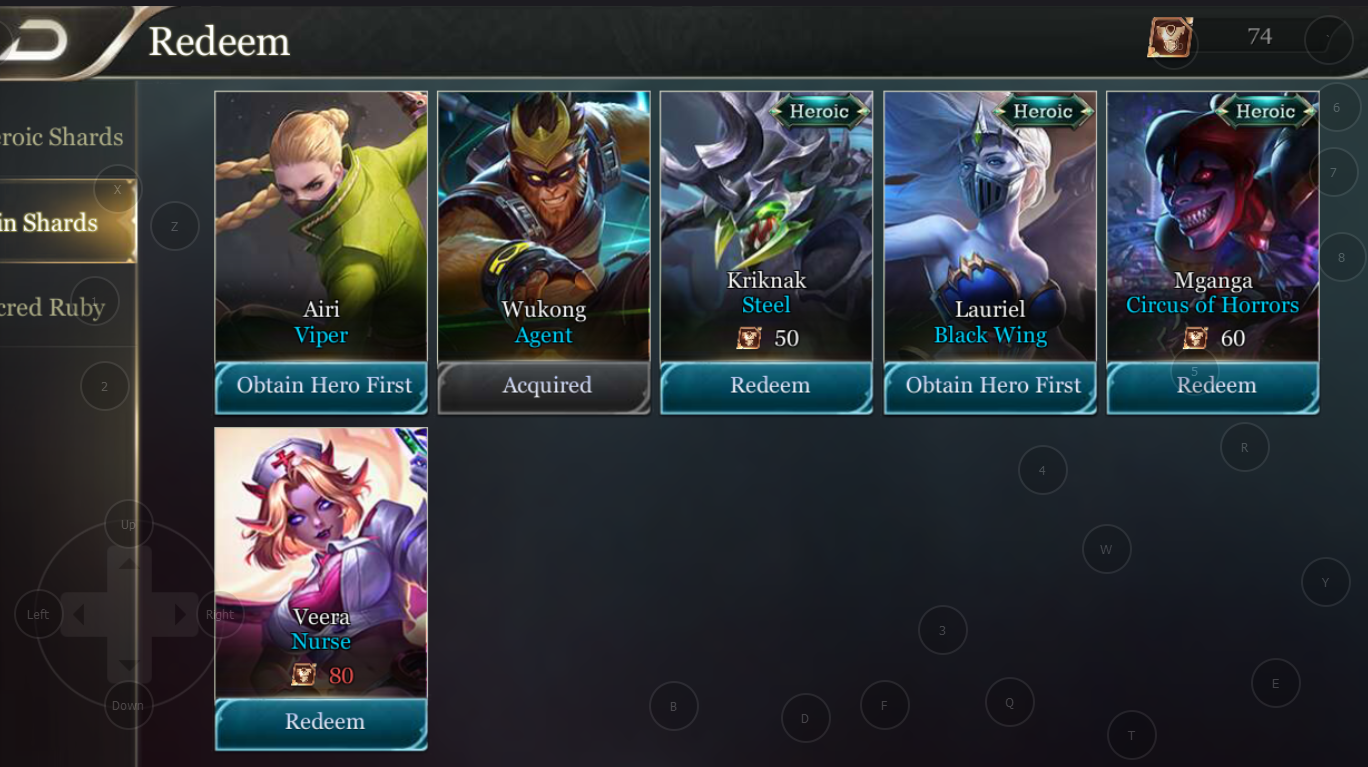 Redeem
74
roic Shards
in Shards
cred Ruby
Heroic
Heroic
Heroic
Airi
Viper
Obtain Hero First
Wukong
Agent
Acquired
Kriknak
Steel
50
Redeem
Lauriel
Black Wing
Obtain Hero First
Mganga
Circus of Horrors
60
Redeem
Veera
Nurse
80
Redeem
X
Z
2
Up
Left
Right
Down
6
7
8
5
4
R
W
Y
3
E
B
D
F
Q
T